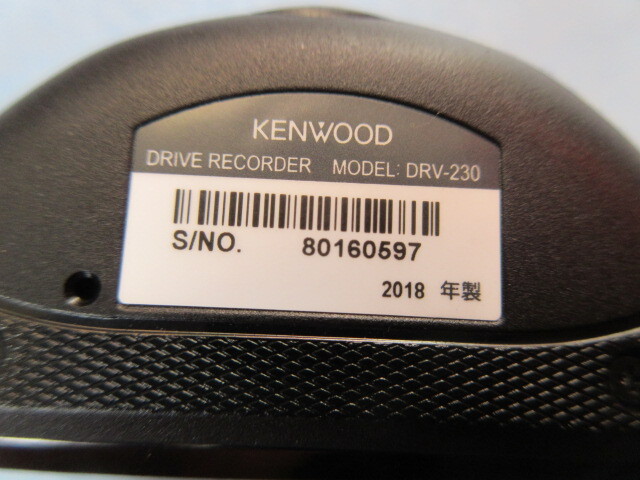 KENWOOD
DRIVE RECORDER MODEL: DRV-230
S/NO. 80160597
2018 年製